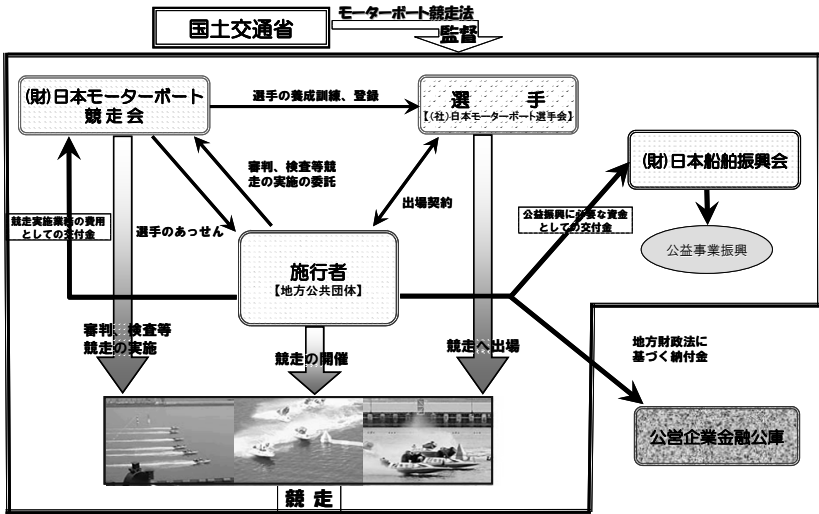 国土交通省
モーターボート競走法
監督
(財)日本モーターボート
競走会
選手の養成訓練、登録
選　手
【(社)日本モーターボート選手会】
(財)日本船舶振興会
審判、検査等競
走の実施の委託
出場契約
公益振興に必要な資金
としての交付金
競走実施業務の費用
としての交付金
選手のあっせん
公益事業振興
施行者
【地方公共団体】
審判、検査等
競走の実施
競走の開催
競走へ出場
地方財政法に
基づく納付金
公営企業金融公庫
競 走